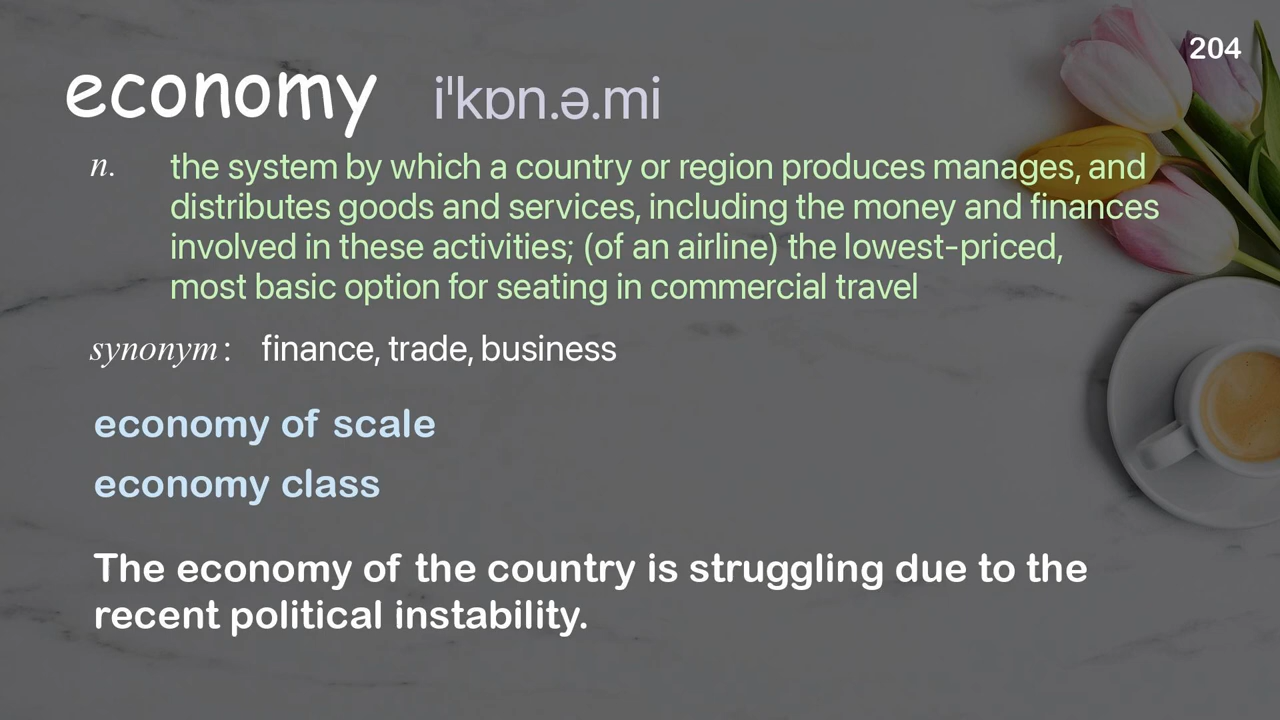 204
economy iˈkɒn.ə.mi
n. the system by which a country or region produces manages, and
distributes goods and services, including the money and finances
involved in these activities; (of an airline) the lowest-priced,
most basic option for seating in commercial travel
synonym: finance, trade, business
economy of scale
economy class
The economy of the country is struggling due to the
recent political instability.